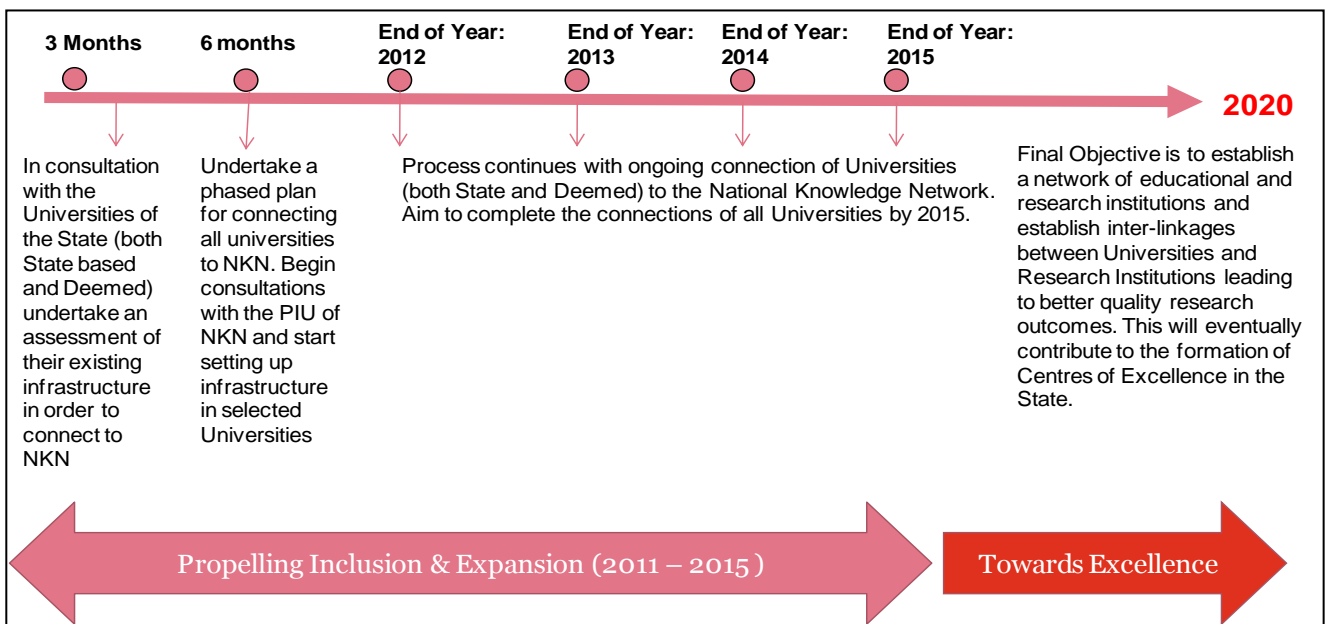 3 Months
6 months
End of Year:
2012
End of Year:
2013
End of Year:
2014
End of Year:
2015
2020
In consultation
with the
Universities of
the State (both
State based
and Deemed)
undertake an
assessment of
their existing
infrastructure
in order to
connect to
NKN
Undertake a
phased plan
for connecting
all universities
to NKN. Begin
consultations
with the PIU of
NKN and start
setting up
infrastructure
in selected
Universities
Process continues with ongoing connection of Universities
(both State and Deemed) to the National Knowledge Network.
Aim to complete the connections of all Universities by 2015.
Final Objective is to establish
a network of educational and
research institutions and
establish inter-linkages
between Universities and
Research Institutions leading
to better quality research
outcomes. This will eventually
contribute to the formation of
Centres of Excellence in the
State.
Propelling Inclusion & Expansion (2011 – 2015 )
Towards Excellence